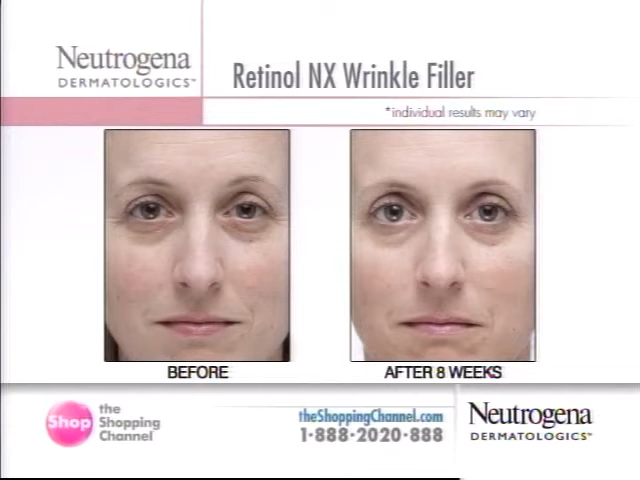 Neutrogena
DERMATOLOGICS™
Retinol NX Wrinkle Filler
*individual results may vary
BEFORE
AFTER 8 WEEKS
Shop
the
Shopping
Channel
theShoppingChannel.com
1·888·2020·888
Neutrogena
DERMATOLOGICS™